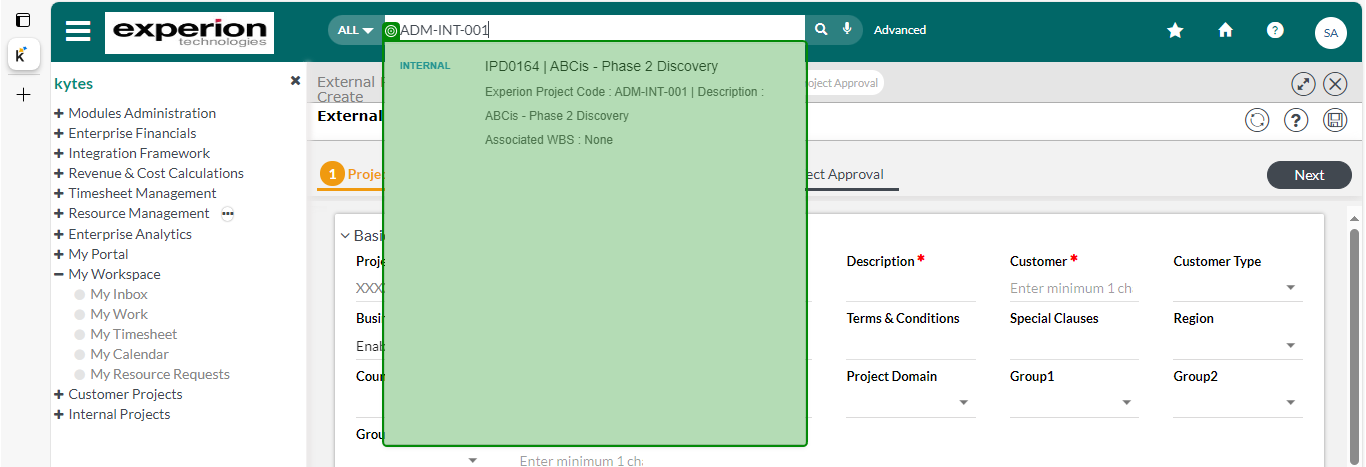 experion
technologies
ALL
ADM-INT-001
Advanced
SA
kytes
Modules Administration
Enterprise Financials
Integration Framework
Revenue & Cost Calculations
Timesheet Management
Resource Management
Enterprise Analytics
My Portal
My Workspace
My Inbox
My Work
My Timesheet
My Calendar
My Resource Requests
Customer Projects
Internal Projects
INTERNAL IPD0164 | ABCis - Phase 2 Discovery
Experion Project Code : ADM-INT-001 | Description :
ABCis - Phase 2 Discovery
Associated WBS : None
External
Create
roject Approval
External
?
1 Projec
ect Approval
Next
Basi
Proje Description * Customer * Customer Type
XXX Enter minimum 1 ch
Busin Terms & Conditions Special Clauses Region
Enab
Coun Project Domain Group1 Group2
Grou
Enter minimum 1 cha